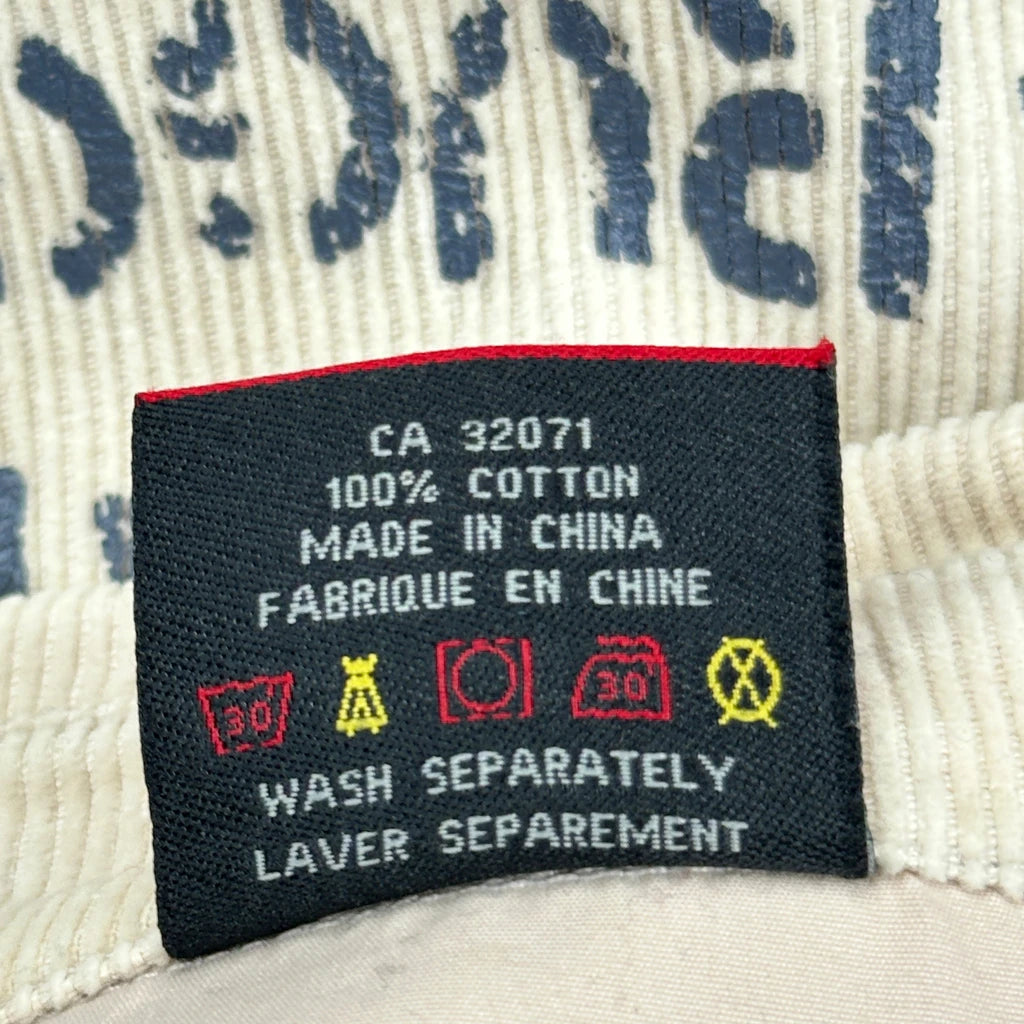 CA 32071
100% COTTON
MADE IN CHINA
FABRIQUE EN CHINE
30 30
WASH SEPARATELY
LAVER SEPAREMENT